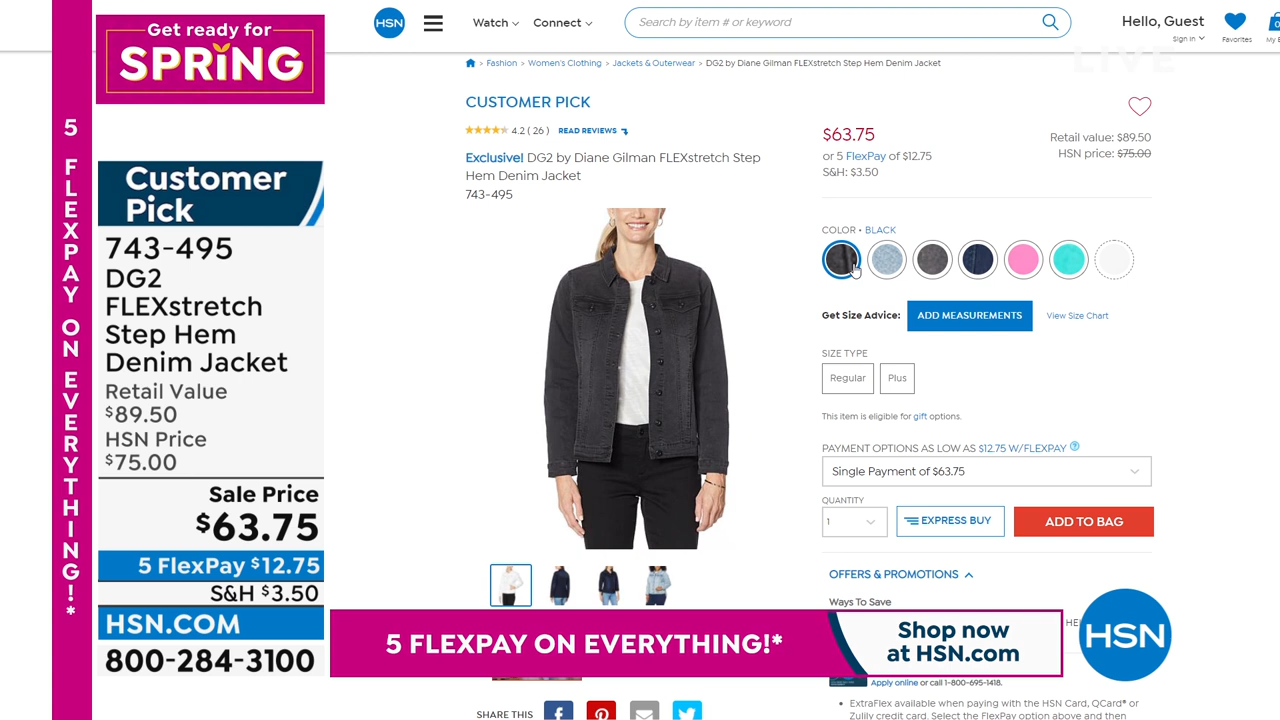 Get ready for
SPRING
5 FLEXPAY ON EVERYTHING!*
Customer
Pick
743-495
DG2
FLEXstretch
Step Hem
Denim Jacket
Retail Value
$89.50
HSN Price
$75.00
Sale Price
$63.75
5 FlexPay $12.75
S&H $3.50
HSN.COM
800-284-3100
HSN
Watch
Connect
Search by item # or keyword
Hello, Guest
Sign In
Favorites
0
LIVE
Fashion > Women's Clothing > Jackets & Outerwear > DG2 by Diane Gilman FLEXstretch Step Hem Denim Jacket
CUSTOMER PICK
4.2 ( 26 ) READ REVIEWS
Exclusive! DG2 by Diane Gilman FLEXstretch Step
Hem Denim Jacket
743-495
$63.75
or 5 FlexPay of $12.75
S&H: $3.50
Retail value: $89.50
HSN price: $75.00
COLOR • BLACK
Get Size Advice: ADD MEASUREMENTS View Size Chart
SIZE TYPE
Regular Plus
This item is eligible for gift options.
PAYMENT OPTIONS AS LOW AS $12.75 W/FLEXPAY ?
Single Payment of $63.75
QUANTITY
1
EXPRESS BUY
ADD TO BAG
OFFERS & PROMOTIONS
Ways To Save
5 FLEXPAY ON EVERYTHING!*
Shop now
at HSN.com
HSN
Apply online or call 1-800-695-1418.
• ExtraFlex available when paying with the HSN Card, QCard® or
Zulily credit card. Select the FlexPay option above and then
SHARE THIS